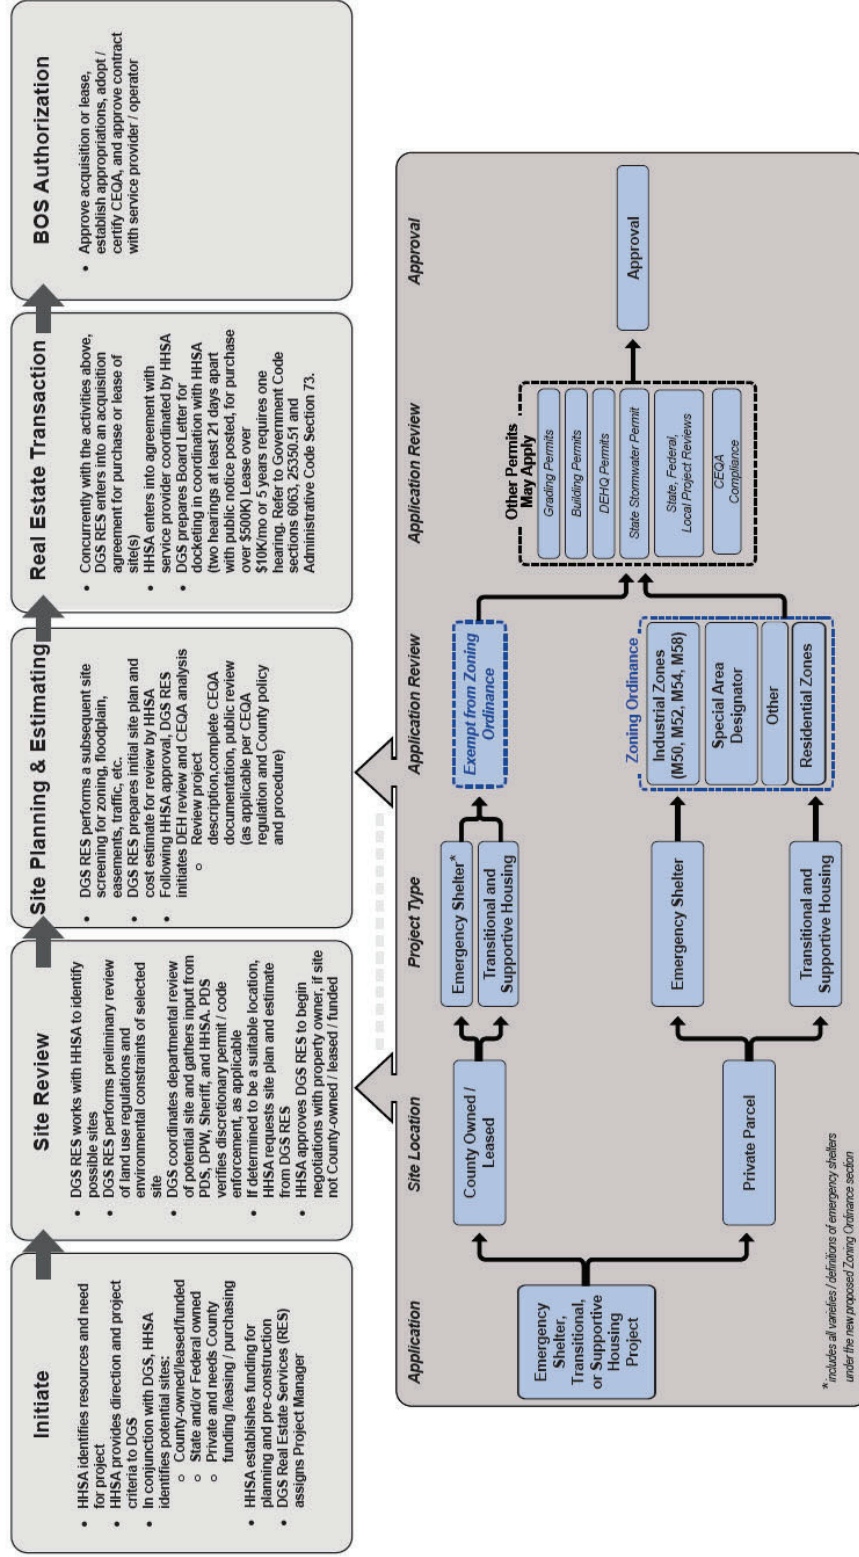 Initiate
• HHSA identifies resources and need
for project
• HHSA provides direction and project
criteria to DGS
• In conjunction with DGS, HHSA
identifies potential sites:
○ County-owned/leased/funded
○ State and/or Federal owned
○ Private and needs County
funding /leasing / purchasing
• HHSA establishes funding for
planning and pre-construction
• DGS Real Estate Services (RES)
assigns Project Manager
Site Review
• DGS RES works with HHSA to identify
possible sites
• DGS RES performs preliminary review
of land use regulations and
environmental constraints of selected
site
• DGS coordinates departmental review
of potential site and gathers input from
PDS, DPW, Sheriff, and HHSA. PDS
verifies discretionary permit / code
enforcement, as applicable
• If determined to be a suitable location,
HHSA requests site plan and estimate
from DGS RES
• HHSA approves DGS RES to begin
negotiations with property owner, if site
not County-owned / leased / funded
Site Planning & Estimating
• DGS RES performs a subsequent site
screening for zoning, floodplain,
easements, traffic, etc.
• DGS RES prepares initial site plan and
cost estimate for review by HHSA
• Following HHSA approval, DGS RES
initiates DEH review and CEQA analysis
○ Review project
description,complete CEQA
documentation, public review
(as applicable per CEQA
regulation and County policy
and procedure)
Real Estate Transaction
• Concurrently with the activities above,
DGS RES enters into an acquisition
agreement for purchase or lease of
site(s)
• HHSA enters into agreement with
service provider coordinated by HHSA
• DGS prepares Board Letter for
docketing in coordination with HHSA
(two hearings at least 21 days apart
with public notice posted, for purchase
over $500K) Lease over
$10K/mo or 5 years requires one
hearing. Refer to Government Code
sections 6063, 25350.51 and
Administrative Code Section 73.
BOS Authorization
• Approve acquisition or lease,
establish appropriations, adopt /
certify CEQA, and approve contract
with service provider / operator
Application
Site Location
Project Type
Application Review
Application Review
Approval
Emergency
Shelter,
Transitional,
or Supportive
Housing
Project
County Owned /
Leased
Private Parcel
Emergency Shelter*
Transitional and
Supportive Housing
Emergency Shelter
Transitional and
Supportive Housing
Exempt from Zoning
Ordinance
Zoning Ordinance
Industrial Zones
(M50, M52, M54, M58)
Special Area
Designator
Other
Residential Zones
Other Permits
May Apply
Grading Permits
Building Permits
DEHQ Permits
State Stormwater Permit
State, Federal,
Local Project Reviews
CEQA
Compliance
Approval
* includes all varieties / definitions of emergency shelters
under the new proposed Zoning Ordinance section